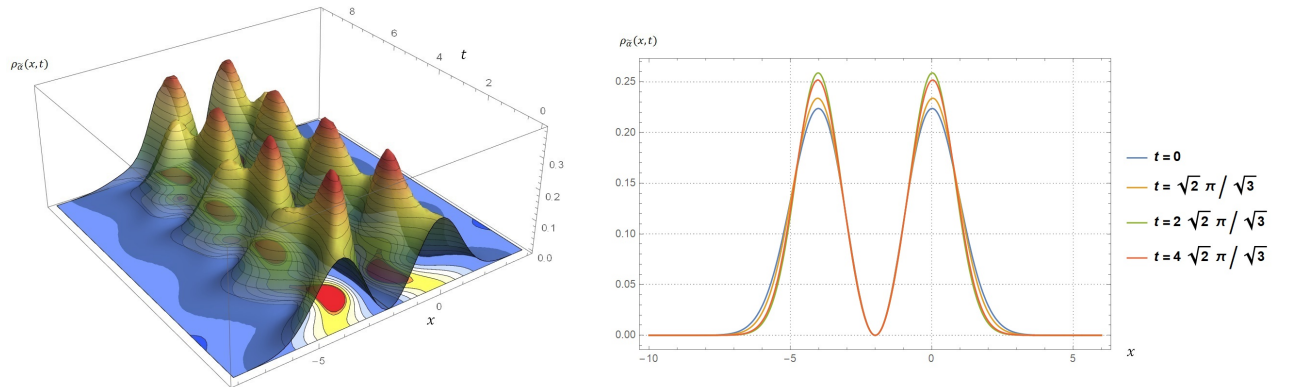 ρ_α̃(x,t)
8
6
4
2
0
t
0.3
0.2
0.1
0.0
0
-5
x
ρ_α̃(x,t)
0.25
0.20
0.15
0.10
0.05
0.00
-10 -5 0 5
x
t = 0
t = √2 π / √3
t = 2 √2 π / √3
t = 4 √2 π / √3